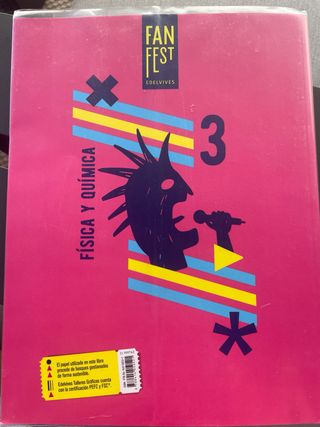 FAN
FEST
EDELVIVES
3
FÍSICA Y QUÍMICA
El papel utilizado en este libro
procede de bosques gestionados
de forma sostenible.
Edelvives Talleres Gráficos cuenta
con la certificación PEFC y FSC®.